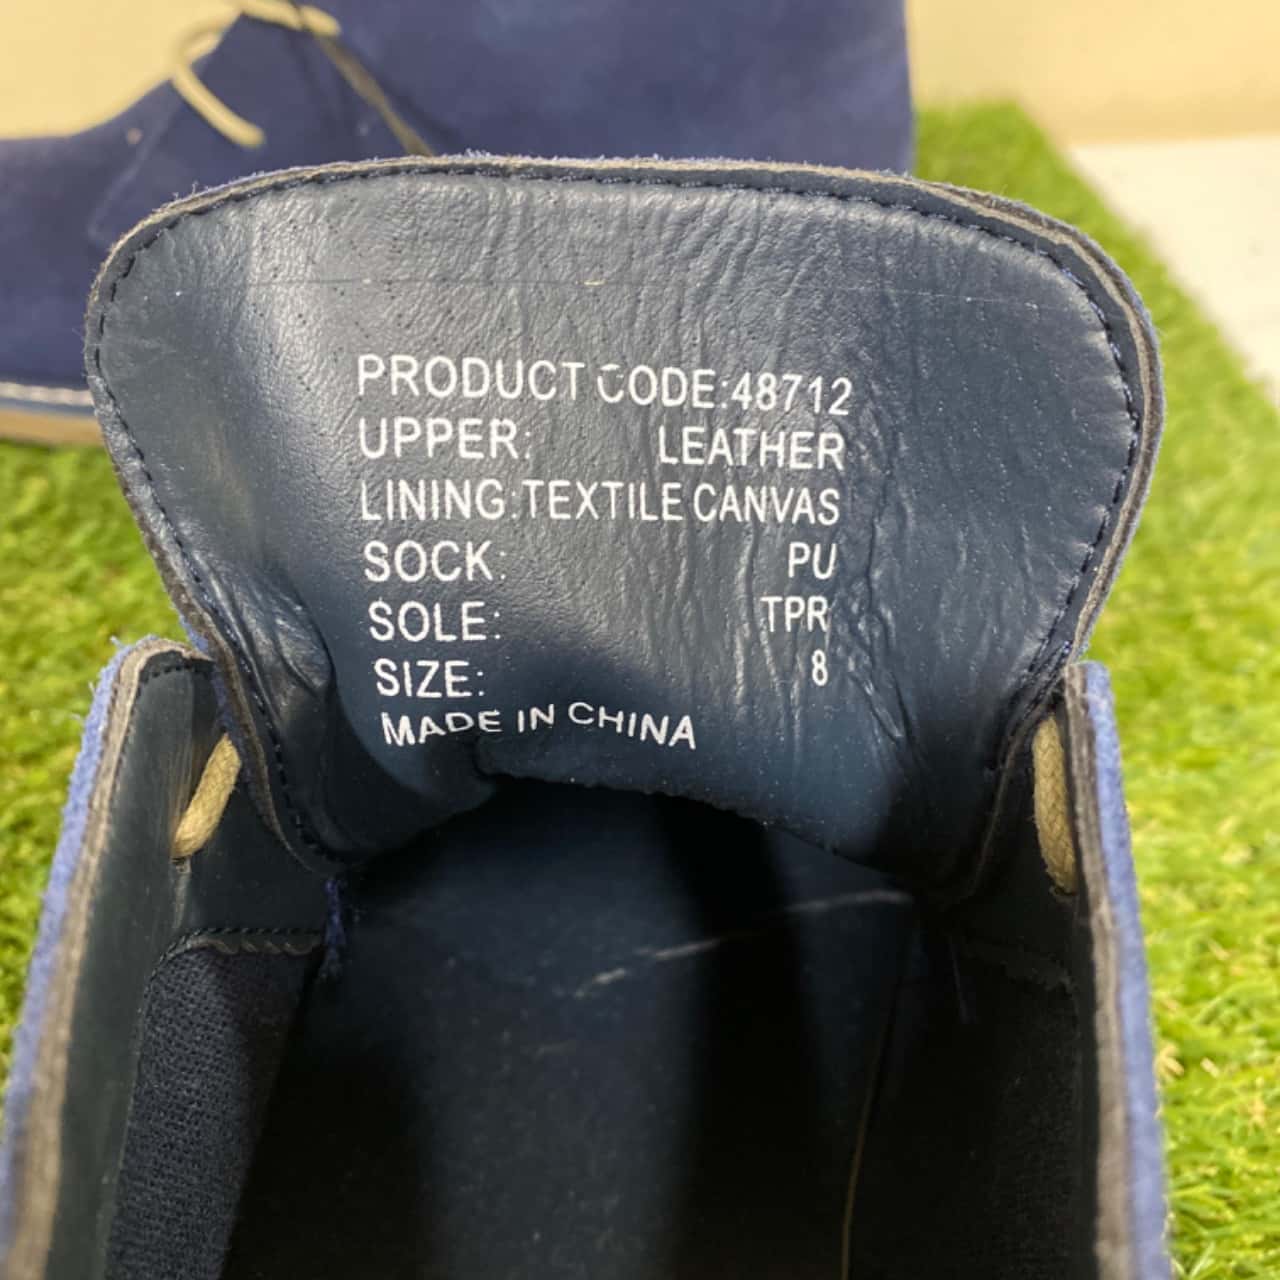 PRODUCT CODE:48712
UPPER: LEATHER
LINING:TEXTILE CANVAS
SOCK: PU
SOLE: TPR
SIZE: 8
MADE IN CHINA